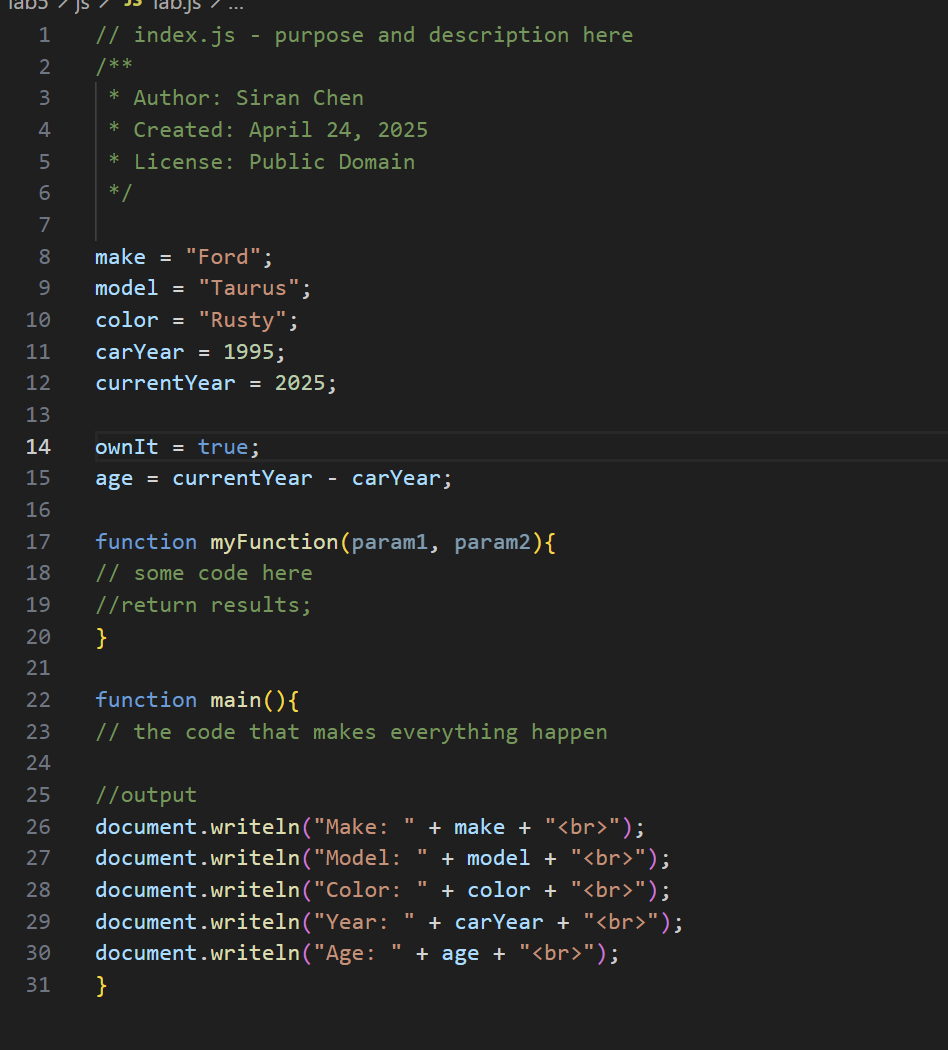 lab5 > js > JS lab.js > ...
1 // index.js - purpose and description here
2 /**
3  * Author: Siran Chen
4  * Created: April 24, 2025
5  * License: Public Domain
6  */
7
8 make = "Ford";
9 model = "Taurus";
10 color = "Rusty";
11 carYear = 1995;
12 currentYear = 2025;
13
14 ownIt = true;
15 age = currentYear - carYear;
16
17 function myFunction(param1, param2){
18 // some code here
19 //return results;
20 }
21
22 function main(){
23 // the code that makes everything happen
24
25 //output
26 document.writeln("Make: " + make + "<br>");
27 document.writeln("Model: " + model + "<br>");
28 document.writeln("Color: " + color + "<br>");
29 document.writeln("Year: " + carYear + "<br>");
30 document.writeln("Age: " + age + "<br>");
31 }